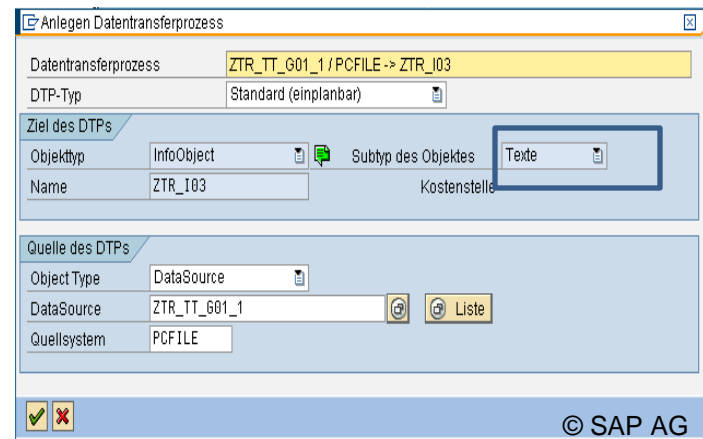 Anlegen Datentransferprozess
Datentransferprozess ZTR_TT_G01_1 / PCFILE -> ZTR_I03
DTP-Typ Standard (einplanbar)
Ziel des DTPs
Objekttyp InfoObject Subtyp des Objektes Texte
Name ZTR_I03 Kostenstelle
Quelle des DTPs
Object Type DataSource
DataSource ZTR_TT_G01_1 Liste
Quellsystem PCFILE
© SAP AG